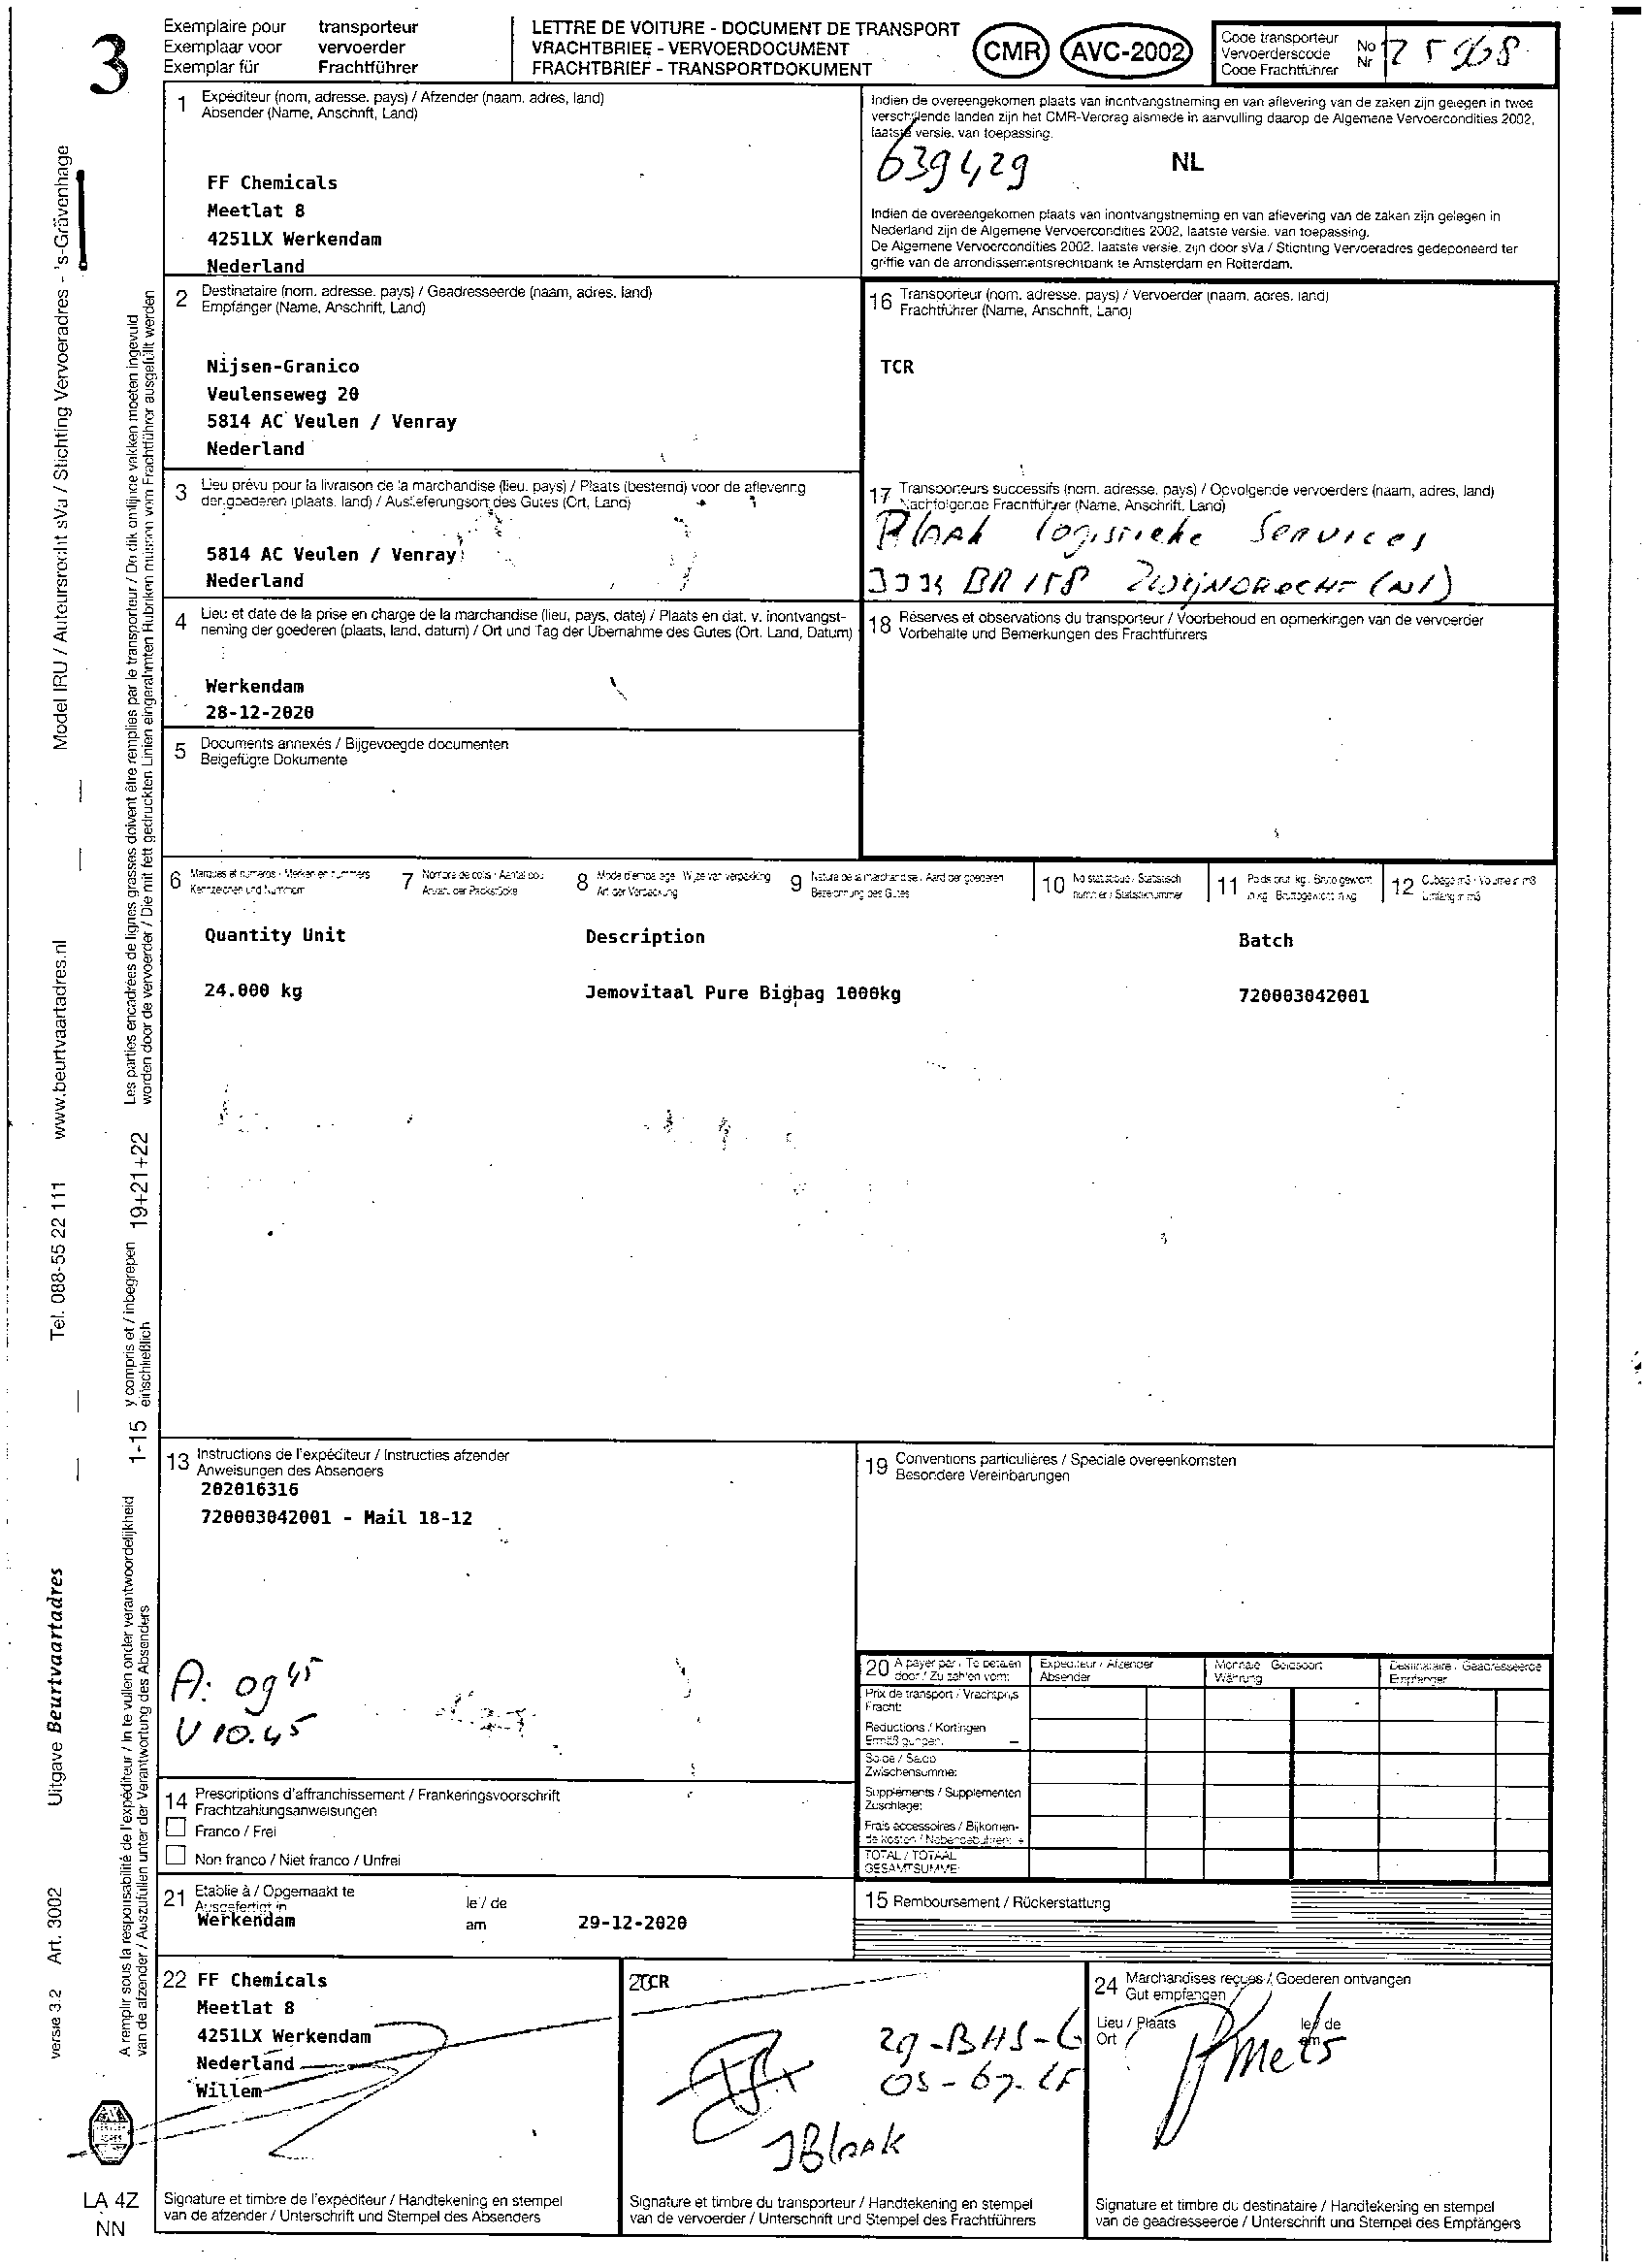 3
Exemplaire pour transporteur
Exemplaar voor vervoerder
Exemplar für Frachtführer
LETTRE DE VOITURE - DOCUMENT DE TRANSPORT
VRACHTBRIEF - VERVOERDOCUMENT
FRACHTBRIEF - TRANSPORTDOKUMENT
CMR AVC-2002
Code transporteur
Vervoerderscode
Code Frachtführer
No
Nr
1 Expéditeur (nom, adresse, pays) / Afzender (naam, adres, land)
Absender (Name, Anschrift, Land)
FF Chemicals
Meetlat 8
4251LX Werkendam
Nederland
Indien de overeengekomen plaats van inontvangstneming en van aflevering van de zaken zijn gelegen in twee
verschillende landen zijn het CMR-Verdrag alsmede in aanvulling daarop de Algemene Vervoercondities 2002,
laatste versie, van toepassing.
639429
NL
Indien de overeengekomen plaats van inontvangstneming en van aflevering van de zaken zijn gelegen in
Nederland zijn de Algemene Vervoercondities 2002, laatste versie, van toepassing.
De Algemene Vervoercondities 2002, laatste versie, zijn door sVa / Stichting Vervoeradres gedeponeerd ter
griffie van de arrondissementsrechtbank te Amsterdam en Rotterdam.
2 Destinataire (nom, adresse, pays) / Geadresseerde (naam, adres, land)
Empfänger (Name, Anschrift, Land)
Nijsen-Granico
Veulenseweg 20
5814 AC Veulen / Venray
Nederland
16 Transporteur (nom, adresse, pays) / Vervoerder (naam, adres, land)
Frachtführer (Name, Anschrift, Land)
TCR
3 Lieu prévu pour la livraison de la marchandise (lieu, pays) / Plaats (bestemd) voor de aflevering
der goederen (plaats, land) / Auslieferungsort des Gutes (Ort, Land)
5814 AC Veulen / Venray
Nederland
17 Transporteurs successifs (nom, adresse, pays) / Opvolgende vervoerders (naam, adres, land)
Nachfolgende Frachtführer (Name, Anschrift, Land)
Blaak logistieke Services
BR 158 Zwijndrecht (Nl)
4 Lieu et date de la prise en charge de la marchandise (lieu, pays, date) / Plaats en dat. v. inontvangst-
neming der goederen (plaats, land, datum) / Ort und Tag der Übernahme des Gutes (Ort, Land, Datum)
Werkendam
28-12-2020
18 Réserves et observations du transporteur / Voorbehoud en opmerkingen van de vervoerder
Vorbehalte und Bemerkungen des Frachtführers
5 Documents annexés / Bijgevoegde documenten
Beigefügte Dokumente
6 Marques et numéros - Merken en nummers
Kennzeichen und Nummern
7 Nombre de colis - Aantal colli
Anzahl der Packstücke
8 Mode d'emballage - Wijze van verpakking
Art der Verpackung
9 Nature de la marchandise - Aard der goederen
Bezeichnung des Gutes
10 No statistique - Statistisch
nummer - Statistiknummer
11 Poids brut kg - Bruto gewicht
in kg - Bruttogewicht in kg
12 Cubage m3 - Volume in m3
Umfang in m3
Quantity Unit Description Batch
24.000 kg Jemovitaal Pure Bigbag 1000kg 720003042001
13 Instructions de l'expéditeur / Instructies afzender
Anweisungen des Absenders
202016316
720003042001 - Mail 18-12
A: 09 45
V 10.45
19 Conventions particulières / Speciale overeenkomsten
Besondere Vereinbarungen
20 A payer par / Te betalen
door / Zu zahlen vom:
Expéditeur / Afzender
Absender
Monnaie / Geldsoort
Währung
Destinataire / Geadresseerde
Empfänger
Prix de transport / Vrachtprijs
Fracht:
Reductions / Kortingen
Ermäßigungen: -
Solde / Saldo
Zwischensumme:
Suppléments / Supplementen
Zuschläge:
Frais accessoires / Bijkomen-
de kosten / Nebengebühren: +
TOTAL / TOTAAL
GESAMTSUMME
14 Prescriptions d'affranchissement / Frankeringsvoorschrift
Frachtzahlungsanweisungen
Franco / Frei
Non franco / Niet franco / Unfrei
21 Etablie à / Opgemaakt te
Ausgefertigt in
Werkendam
le / de
am
29-12-2020
15 Remboursement / Rückerstattung
22 FF Chemicals
Meetlat 8
4251LX Werkendam
Nederland
Willem
TCR
29-BHS-6
JBlaak
24 Marchandises reçues / Goederen ontvangen
Gut empfangen
Lieu / Plaats
Ort
le / de
am
Mets
Signature et timbre de l'expéditeur / Handtekening en stempel
van de afzender / Unterschrift und Stempel des Absenders
Signature et timbre du transporteur / Handtekening en stempel
van de vervoerder / Unterschrift und Stempel des Frachtführers
Signature et timbre du destinataire / Handtekening en stempel
van de geadresseerde / Unterschrift und Stempel des Empfängers
LA 4Z
NN
versie 3.2 Art. 3002 Uitgave Beurtvaartadres Tel. 088-55 22 111 www.beurtvaartadres.nl Model IRU / Auteursrecht sVa / Stichting Vervoeradres - 's-Gravenhage
A remplir sous la responsabilité de l'expéditeur / In te vullen onder verantwoordelijkheid
van de afzender / Auszufüllen unter der Verantwortung des Absenders
1-15 y compris et / inbegrepen 19+21+22
einschließlich
Les parties encadrées de lignes grasses doivent être remplies par le transporteur / De dik omlijnde vakken moeten ingevuld
worden door de vervoerder / Die mit fett gedruckten Linien eingerahmten Rubriken müssen vom Frachtführer ausgefüllt werden